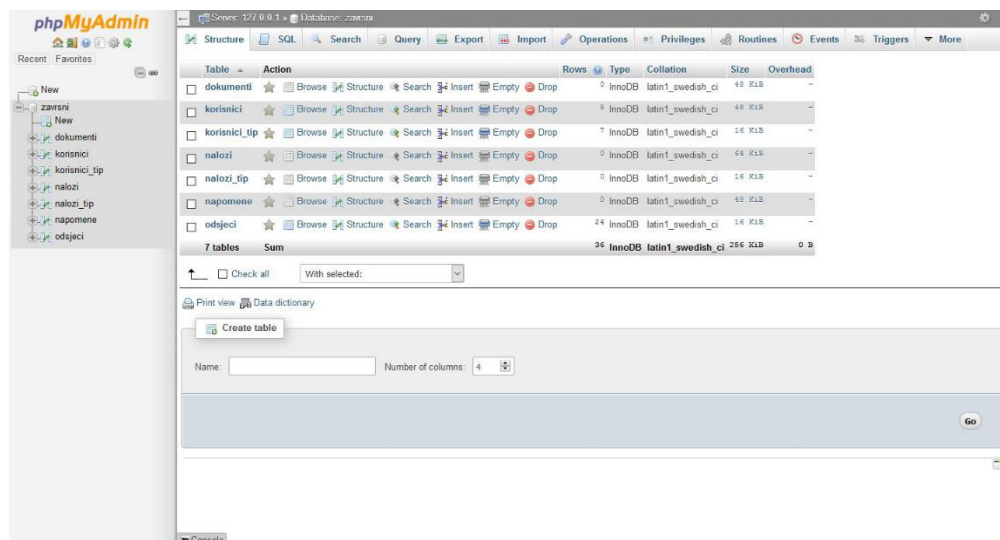 phpMyAdmin
Recent Favorites
New
zavrsni
New
dokumenti
korisnici
korisnici_tip
nalozi
nalozi_tip
napomene
odsjeci
Server: 127.0.0.1 » Database: zavrsni
Structure SQL Search Query Export Import Operations Privileges Routines Events Triggers More
Table Action Rows Type Collation Size Overhead
dokumenti Browse Structure Search Insert Empty Drop 0 InnoDB latin1_swedish_ci 48 KiB -
korisnici Browse Structure Search Insert Empty Drop InnoDB latin1_swedish_ci 48 KiB -
korisnici_tip Browse Structure Search Insert Empty Drop 7 InnoDB latin1_swedish_ci 16 KiB -
nalozi Browse Structure Search Insert Empty Drop 0 InnoDB latin1_swedish_ci 64 KiB -
nalozi_tip Browse Structure Search Insert Empty Drop 0 InnoDB latin1_swedish_ci 16 KiB -
napomene Browse Structure Search Insert Empty Drop 0 InnoDB latin1_swedish_ci 48 KiB -
odsjeci Browse Structure Search Insert Empty Drop 24 InnoDB latin1_swedish_ci 16 KiB -
7 tables Sum 36 InnoDB latin1_swedish_ci 256 KiB 0 B
Check all With selected:
Print view Data dictionary
Create table
Name: Number of columns: 4
Go
Console